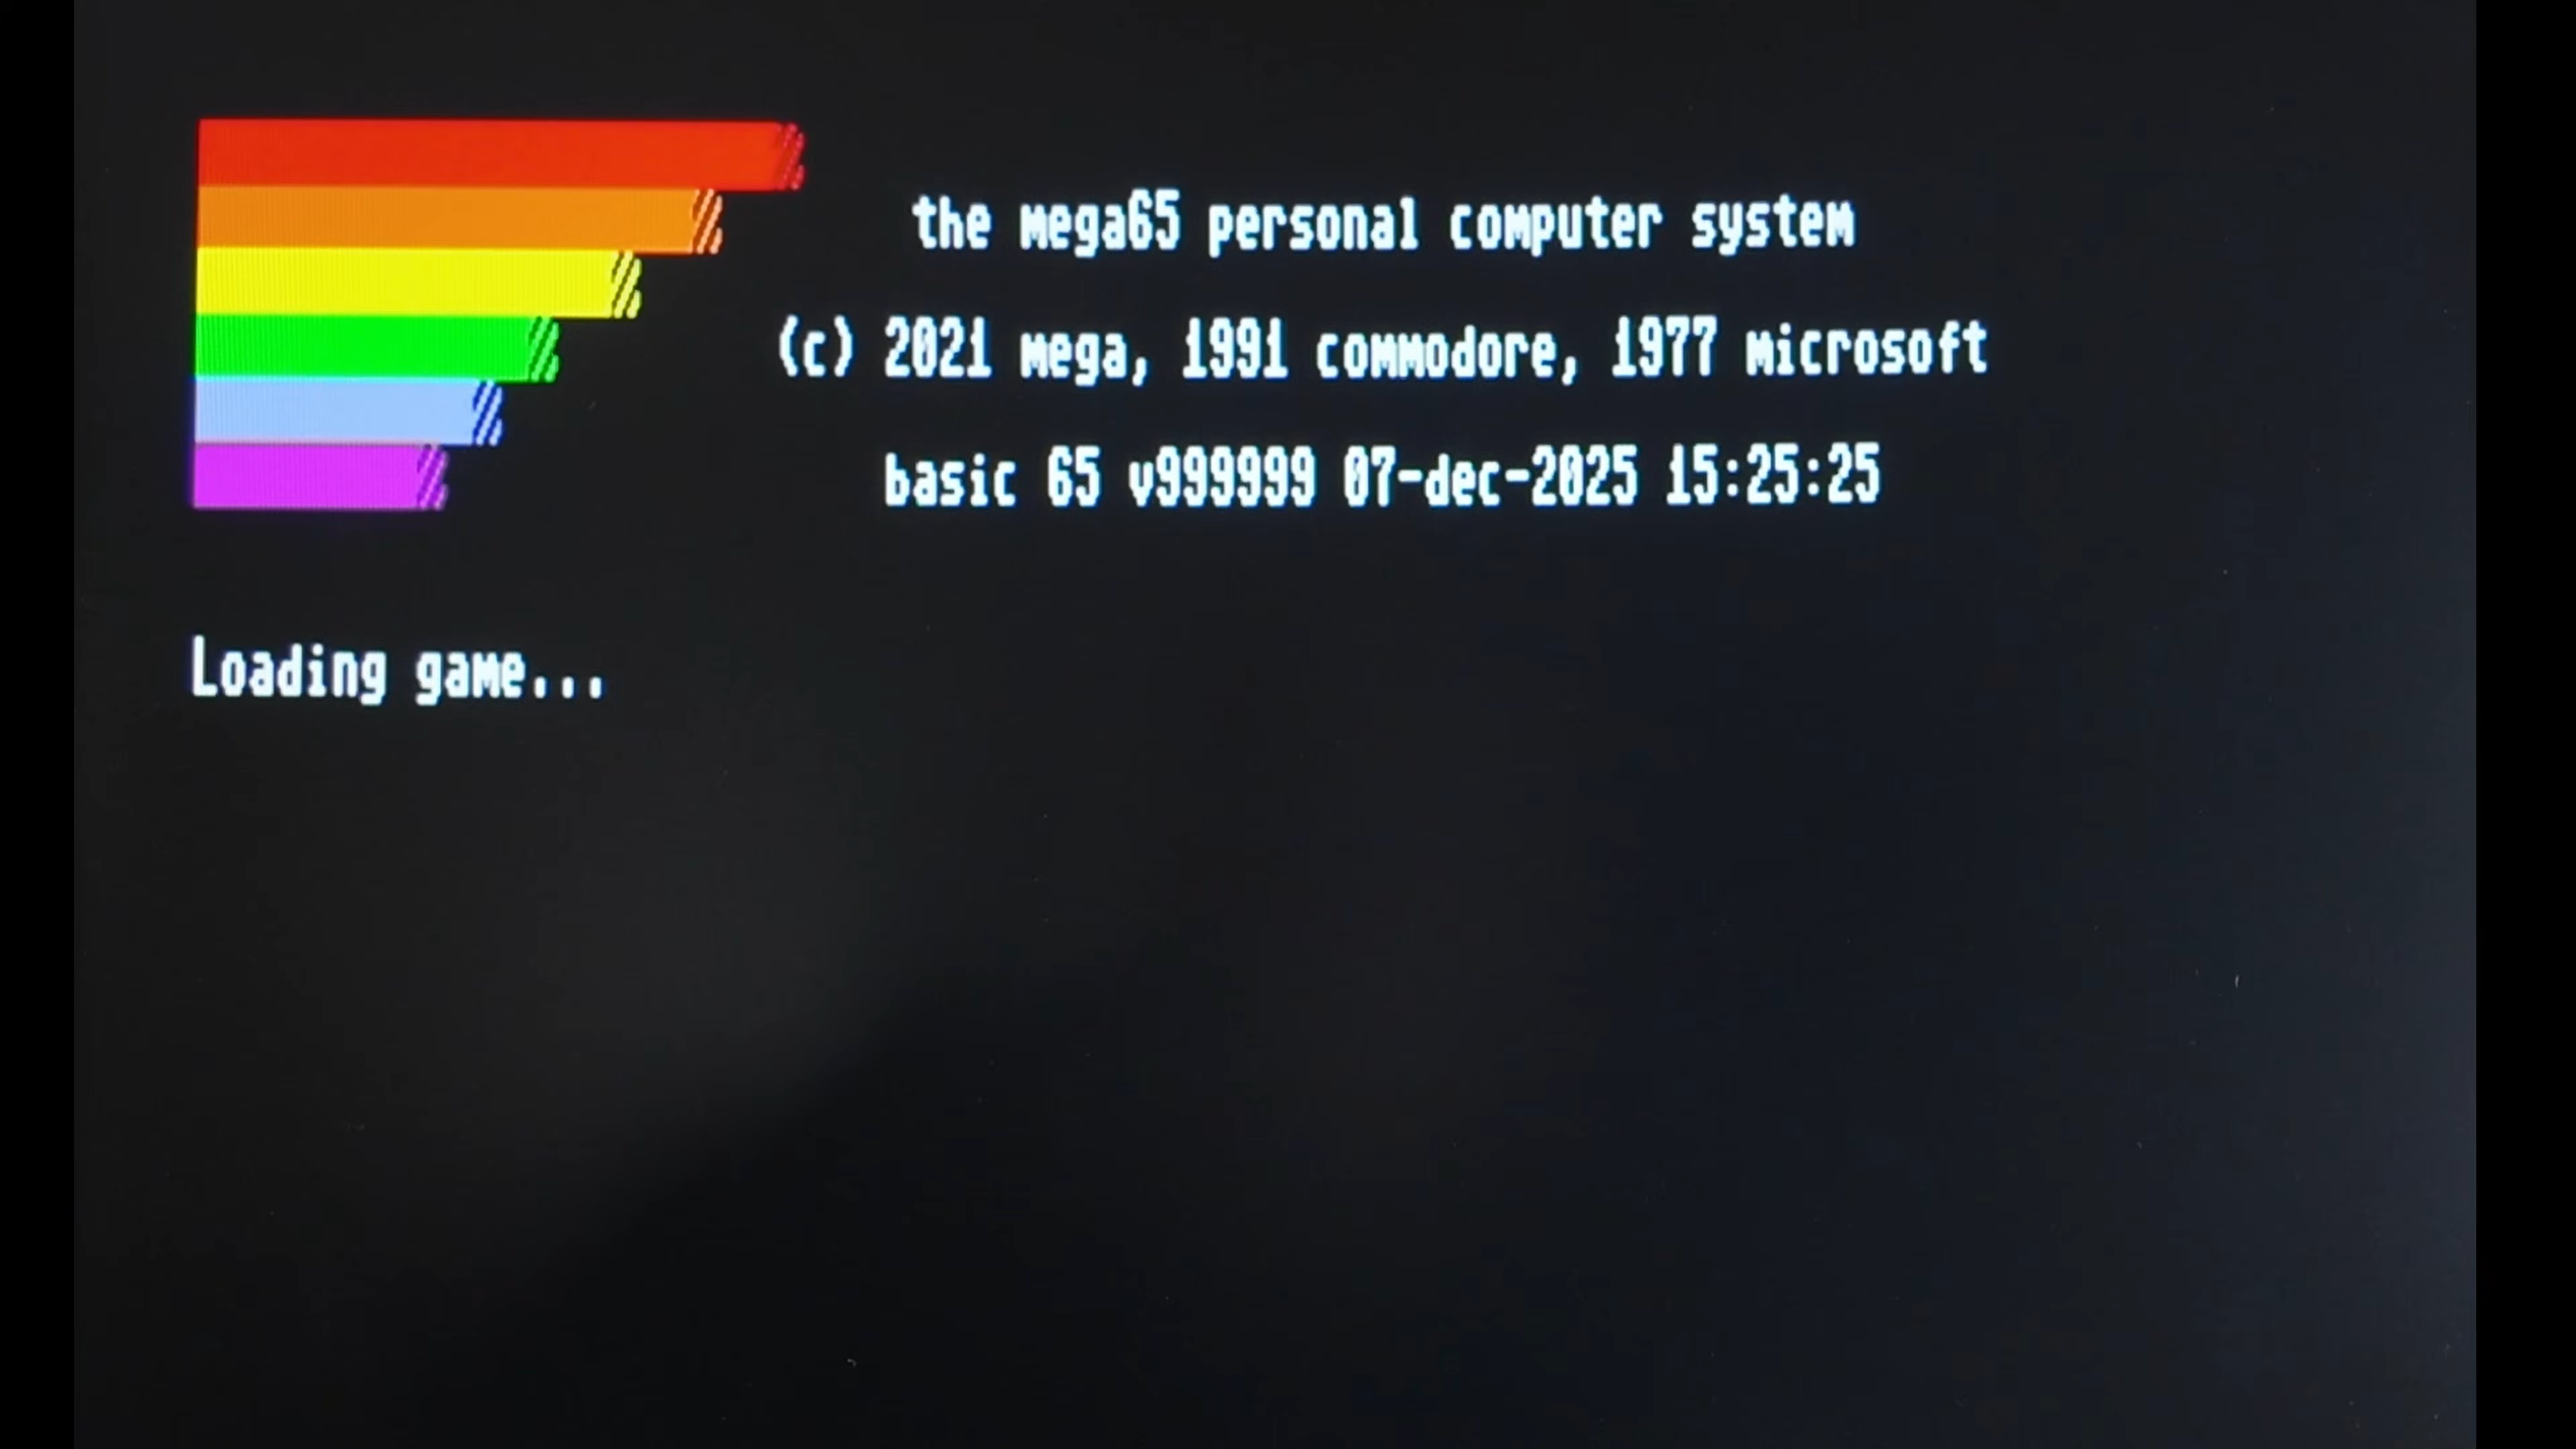 the mega65 personal computer system
(c) 2021 mega, 1991 commodore, 1977 microsoft
basic 65 v999999 07-dec-2025 15:25:25
Loading game...